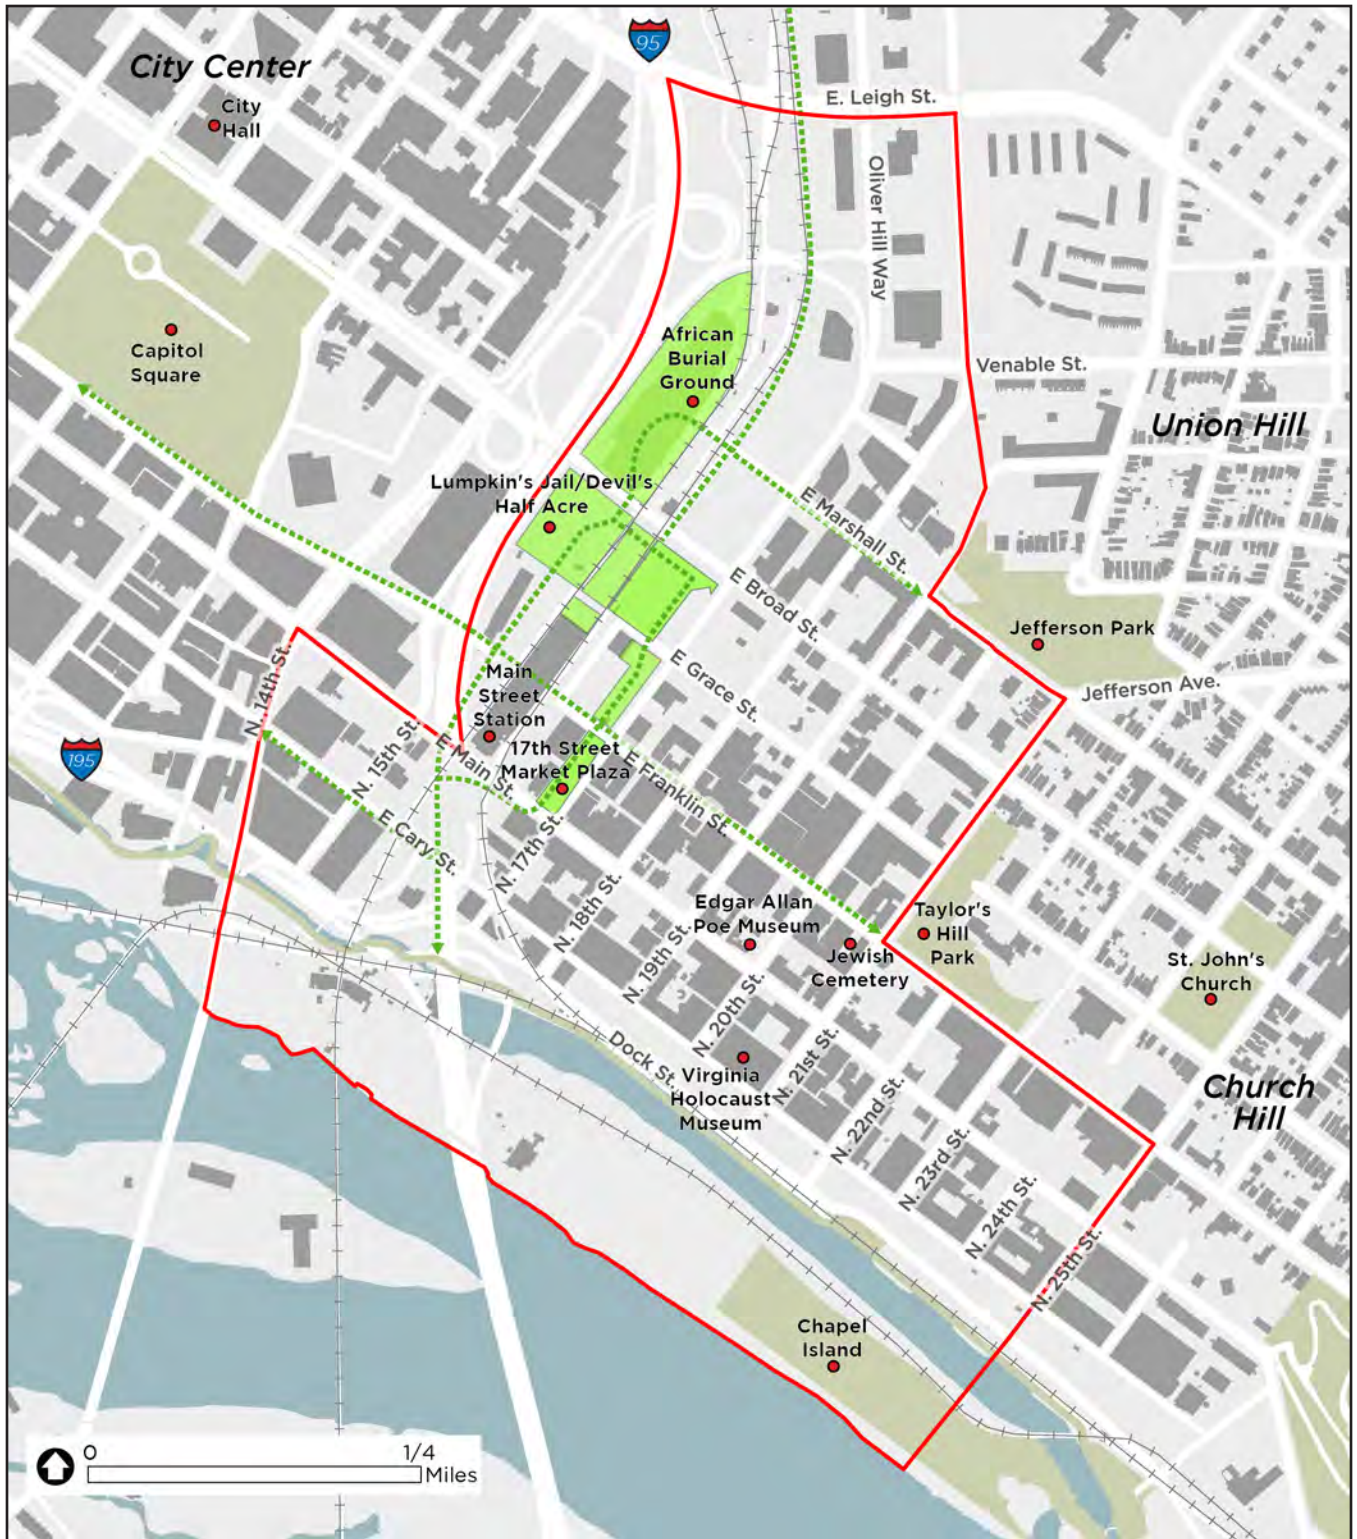 95
City Center
City
Hall
E. Leigh St.
Oliver Hill Way
African
Burial
Ground
Capitol
Square
Venable St.
Union Hill
Lumpkin's Jail/Devil's
Half Acre
E Marshall St.
E Broad St.
Jefferson Park
E Grace St.
Jefferson Ave.
N. 14th St.
Main
Street
Station
195
N. 15th St.
E Main St.
17th Street
Market Plaza
E Franklin St.
E Cary St.
N. 17th St.
N. 18th St.
Edgar Allan
Poe Museum
Taylor's
Hill
Park
N. 19th St.
Jewish
Cemetery
St. John's
Church
N. 20th St.
Dock St.
N. 21st St.
Virginia
Holocaust
Museum
N. 22nd St.
Church
Hill
N. 23rd St.
N. 24th St.
N. 25th St.
Chapel
Island
0 1/4
Miles